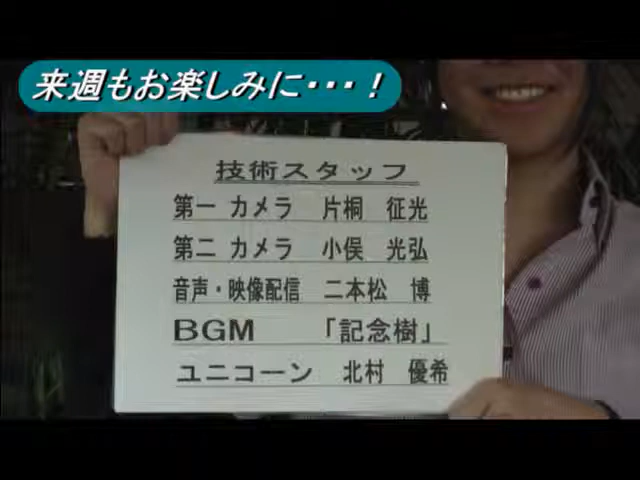 来週もお楽しみに・・・！
技術スタッフ
第一 カメラ 片桐 征光
第二 カメラ 小俣 光弘
音声・映像配信 二本松 博
BGM 「記念樹」
ユニコーン 北村 優希